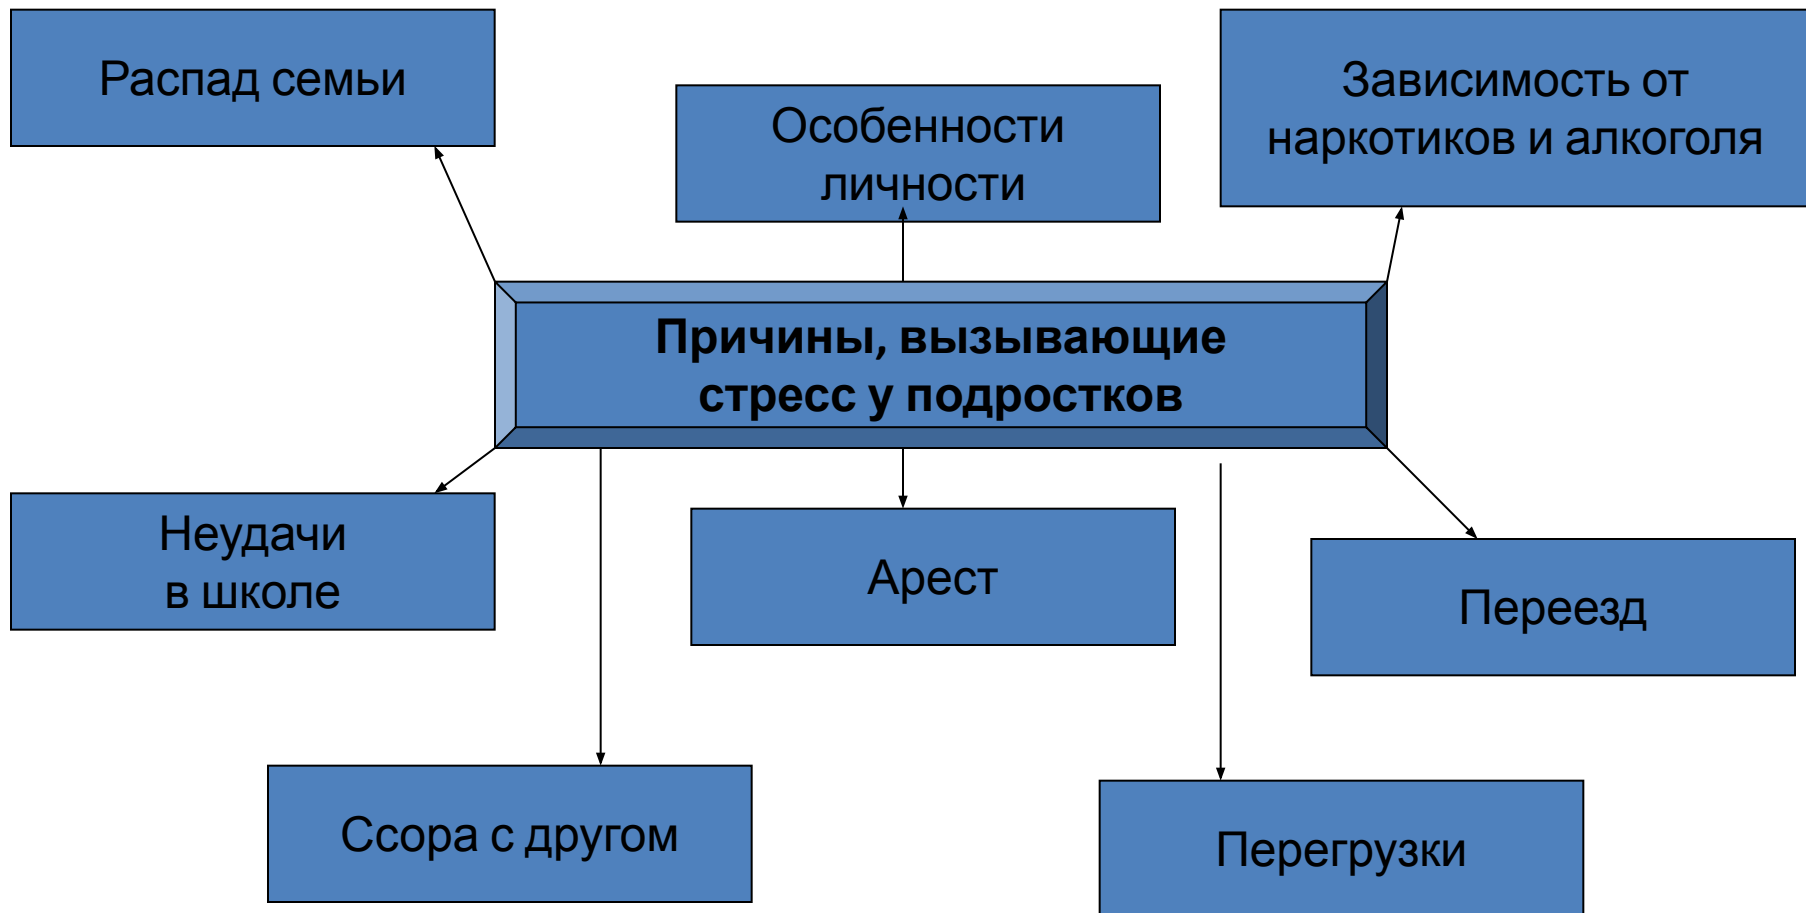 Распад семьи
Особенности
личности
Зависимость от
наркотиков и алкоголя
Причины, вызывающие
стресс у подростков
Неудачи
в школе
Арест
Переезд
Ссора с другом
Перегрузки